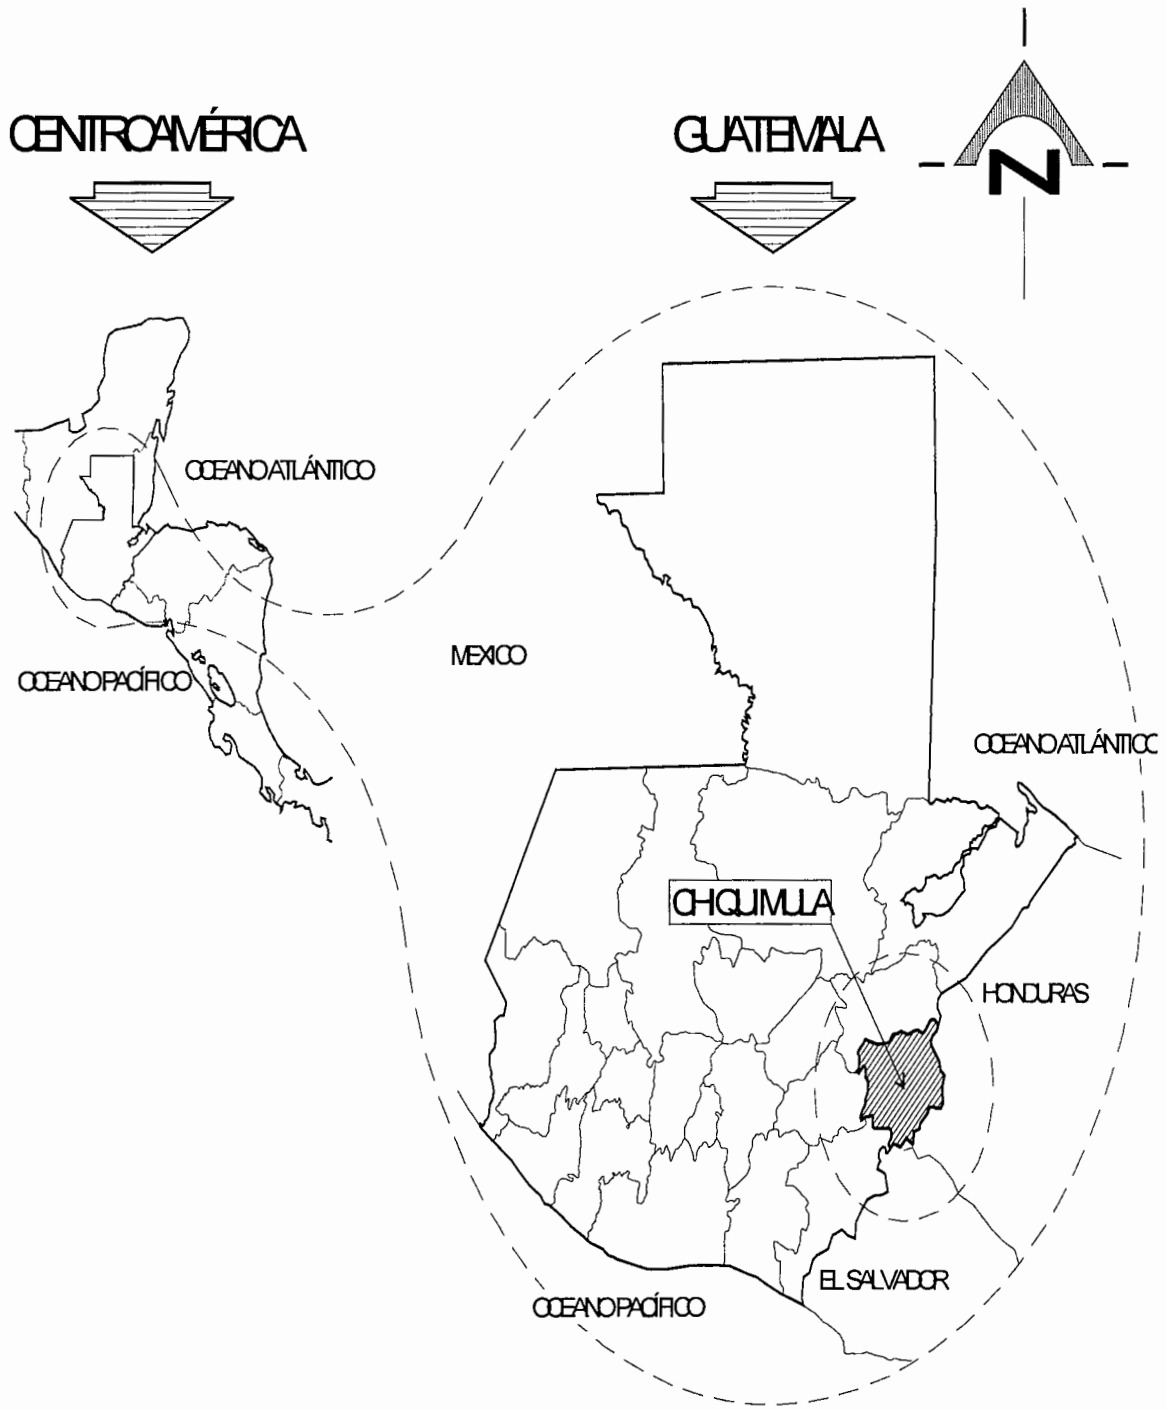 CENTROAMÉRICA
GUATEMALA
N
OCEANO ATLÁNTICO
MEXICO
OCEANO PACÍFICO
OCEANO ATLÁNTICO
CHIQUIMULA
HONDURAS
EL SALVADOR
OCEANO PACÍFICO